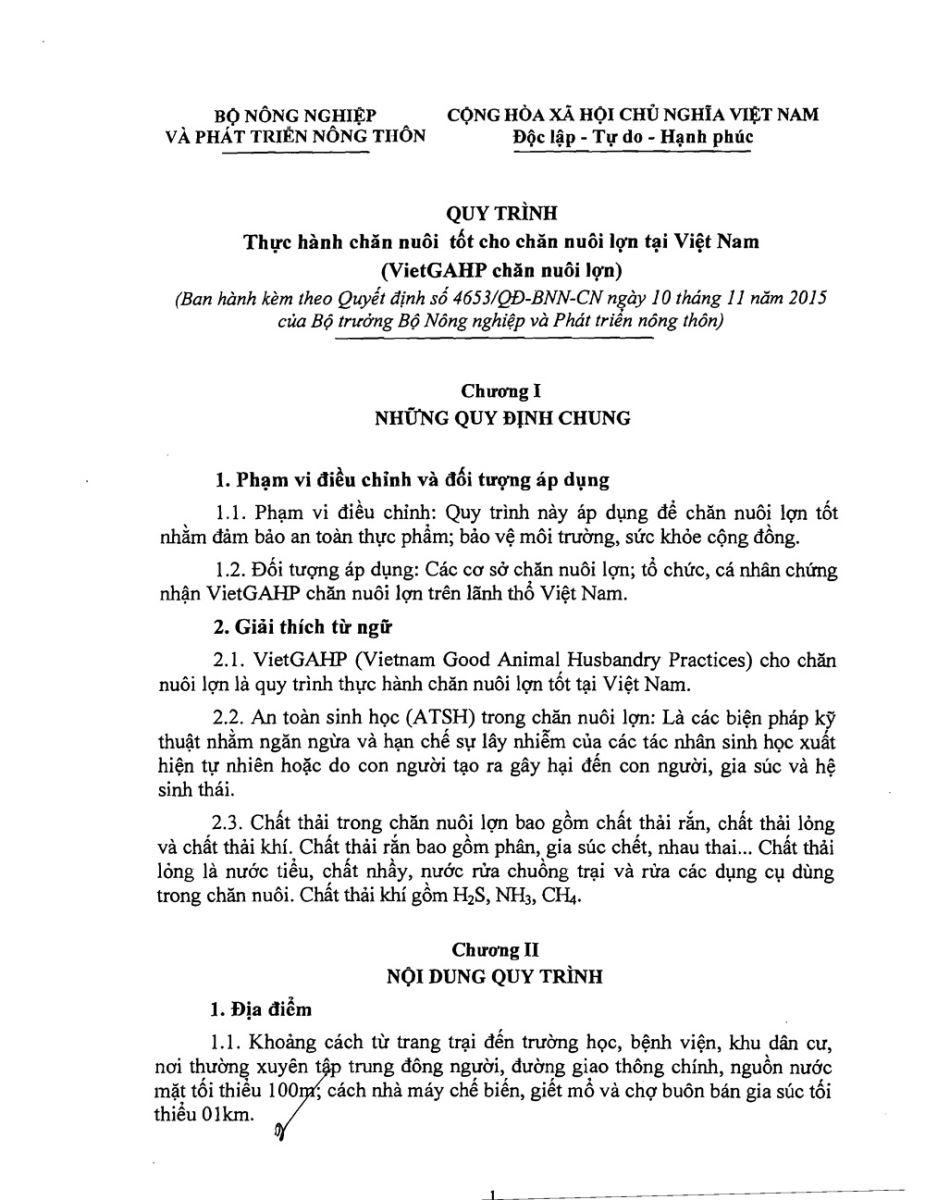 BỘ NÔNG NGHIỆP
VÀ PHÁT TRIỂN NÔNG THÔN
CỘNG HÒA XÃ HỘI CHỦ NGHĨA VIỆT NAM
Độc lập - Tự do - Hạnh phúc
QUY TRÌNH
Thực hành chăn nuôi tốt cho chăn nuôi lợn tại Việt Nam
(VietGAHP chăn nuôi lợn)
(Ban hành kèm theo Quyết định số 4653/QĐ-BNN-CN ngày 10 tháng 11 năm 2015
của Bộ trưởng Bộ Nông nghiệp và Phát triển nông thôn)
Chương I
NHỮNG QUY ĐỊNH CHUNG
1. Phạm vi điều chỉnh và đối tượng áp dụng
1.1. Phạm vi điều chỉnh: Quy trình này áp dụng để chăn nuôi lợn tốt
nhằm đảm bảo an toàn thực phẩm; bảo vệ môi trường, sức khỏe cộng đồng.
1.2. Đối tượng áp dụng: Các cơ sở chăn nuôi lợn; tổ chức, cá nhân chứng
nhận VietGAHP chăn nuôi lợn trên lãnh thổ Việt Nam.
2. Giải thích từ ngữ
2.1. VietGAHP (Vietnam Good Animal Husbandry Practices) cho chăn
nuôi lợn là quy trình thực hành chăn nuôi lợn tốt tại Việt Nam.
2.2. An toàn sinh học (ATSH) trong chăn nuôi lợn: Là các biện pháp kỹ
thuật nhằm ngăn ngừa và hạn chế sự lây nhiễm của các tác nhân sinh học xuất
hiện tự nhiên hoặc do con người tạo ra gây hại đến con người, gia súc và hệ
sinh thái.
2.3. Chất thải trong chăn nuôi lợn bao gồm chất thải rắn, chất thải lỏng
và chất thải khí. Chất thải rắn bao gồm phân, gia súc chết, nhau thai... Chất thải
lỏng là nước tiểu, chất nhầy, nước rửa chuồng trại và rửa các dụng cụ dùng
trong chăn nuôi. Chất thải khí gồm H₂S, NH₃, CH₄.
Chương II
NỘI DUNG QUY TRÌNH
1. Địa điểm
1.1. Khoảng cách từ trang trại đến trường học, bệnh viện, khu dân cư,
nơi thường xuyên tập trung đông người, đường giao thông chính, nguồn nước
mặt tối thiểu 100m; cách nhà máy chế biến, giết mổ và chợ buôn bán gia súc tối
thiểu 01km.
1